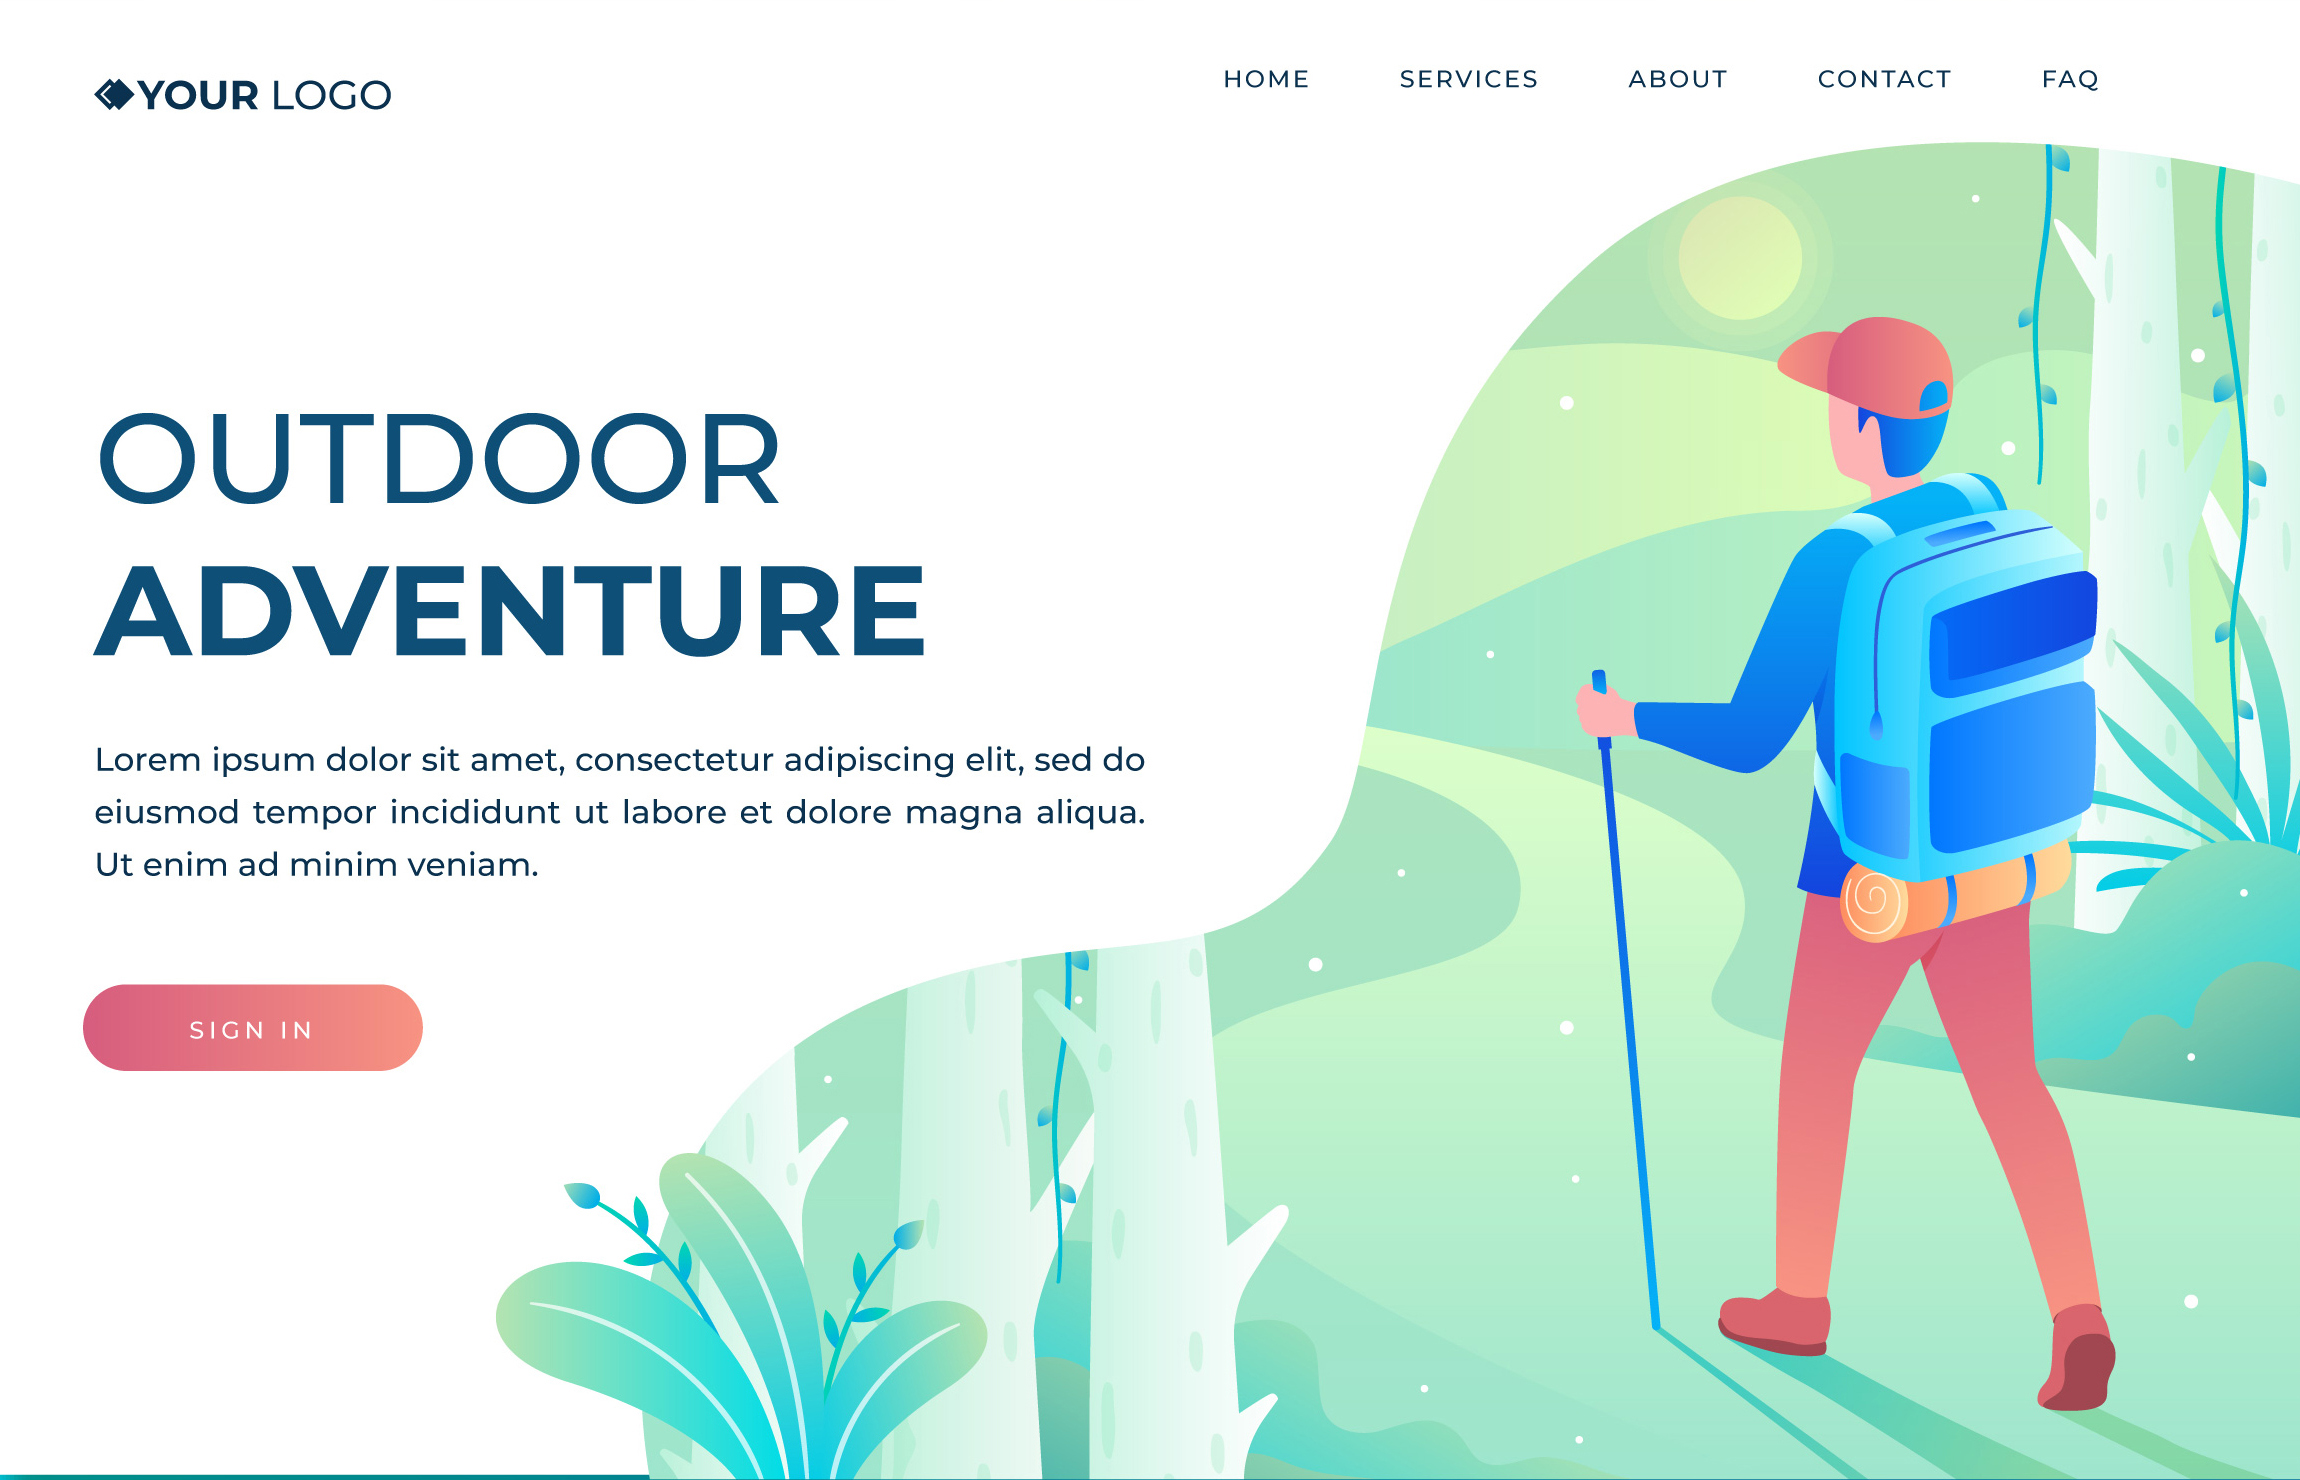 YOUR LOGO
HOME SERVICES ABOUT CONTACT FAQ
OUTDOOR
ADVENTURE
Lorem ipsum dolor sit amet, consectetur adipiscing elit, sed do
eiusmod tempor incididunt ut labore et dolore magna aliqua.
Ut enim ad minim veniam.
SIGN IN